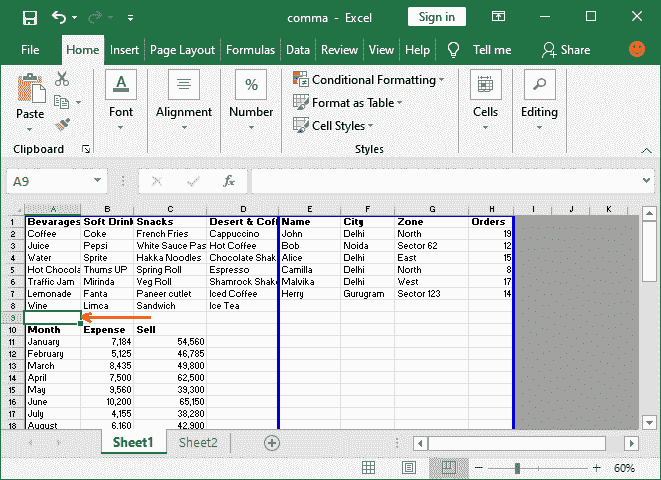 comma - Excel Sign in
File Home Insert Page Layout Formulas Data Review View Help Tell me Share
Paste Font Alignment Number Conditional Formatting Format as Table Cell Styles Cells Editing
Clipboard Styles
A9 fx
A B C D E F G H I J K
1 Bevarages Soft Drink Snacks Desert & Coff Name City Zone Orders
2 Coffee Coke French Fries Cappuccino John Delhi North 19
3 Juice Pepsi White Sauce Pas Hot Coffee Bob Noida Sector 62 12
4 Water Sprite Hakka Noodles Chocolate Shak Alice Delhi East 15
5 Hot Chocola Thums UP Spring Roll Espresso Camilla Delhi North 8
6 Traffic Jam Mirinda Veg Roll Shamrock Shake Malvika Delhi West 17
7 Lemonade Fanta Paneer cutlet Iced Coffee Herry Gurugram Sector 123 14
8 Wine Limca Sandwich Ice Tea
9
10 Month Expense Sell
11 January 7,184 54,560
12 February 5,125 46,785
13 March 8,435 49,800
14 April 7,500 62,500
15 May 9,560 39,300
16 June 10,200 65,150
17 July 4,155 38,280
18 August 6,160 42,900
Sheet1 Sheet2
60%